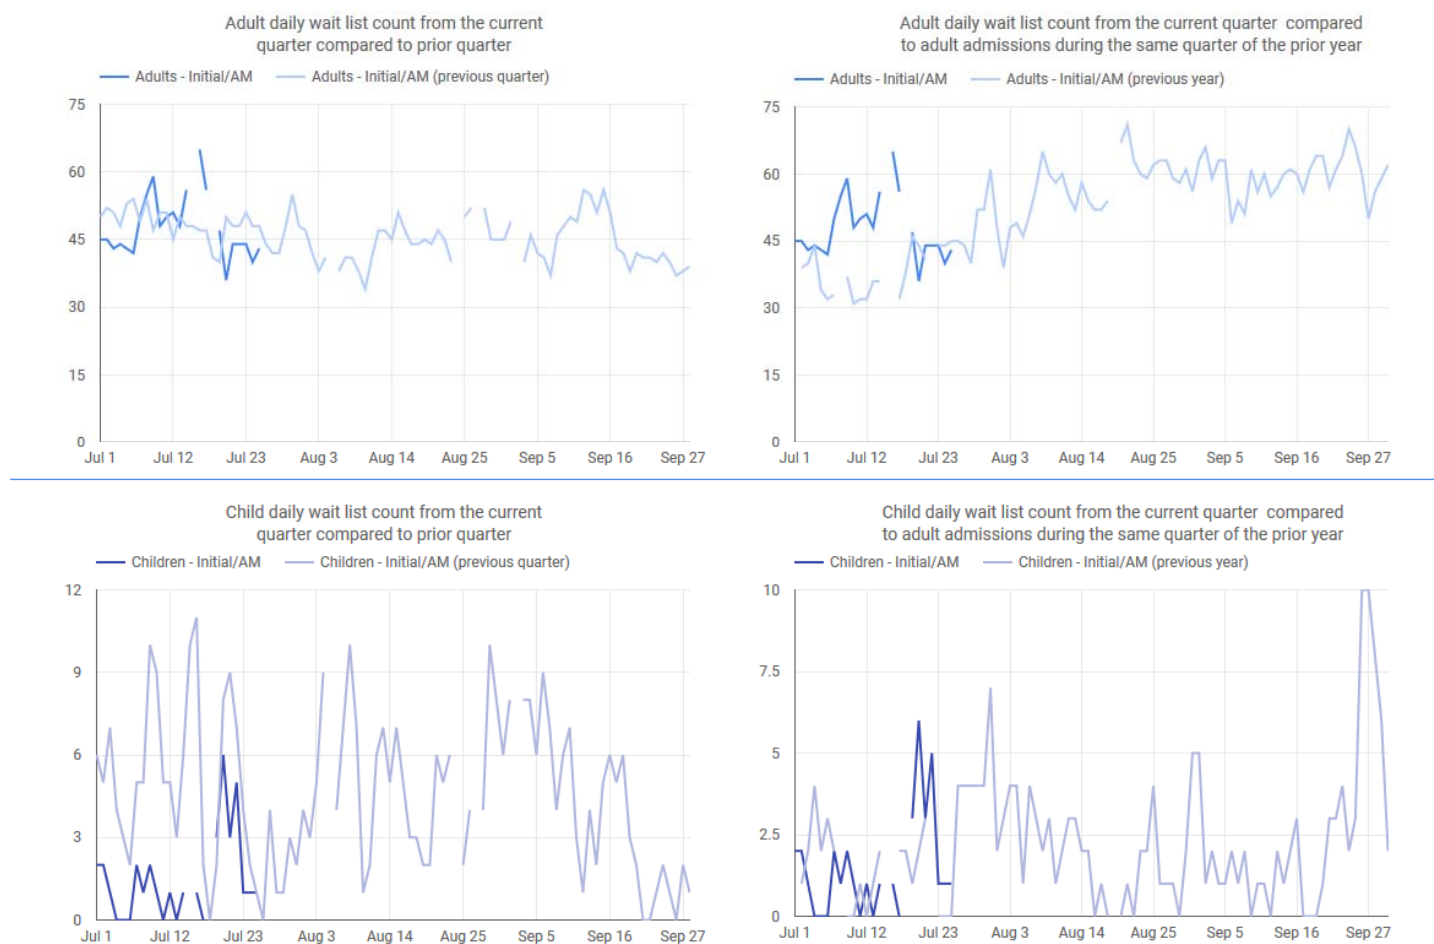 Adult daily wait list count from the current
quarter compared to prior quarter
Adults - Initial/AM
Adults - Initial/AM (previous quarter)
75
60
45
30
15
0
Jul 1
Jul 12
Jul 23
Aug 3
Aug 14
Aug 25
Sep 5
Sep 16
Sep 27
Adult daily wait list count from the current quarter compared
to adult admissions during the same quarter of the prior year
Adults - Initial/AM
Adults - Initial/AM (previous year)
75
60
45
30
15
0
Jul 1
Jul 12
Jul 23
Aug 3
Aug 14
Aug 25
Sep 5
Sep 16
Sep 27
Child daily wait list count from the current
quarter compared to prior quarter
Children - Initial/AM
Children - Initial/AM (previous quarter)
12
9
6
3
0
Jul 1
Jul 12
Jul 23
Aug 3
Aug 14
Aug 25
Sep 5
Sep 16
Sep 27
Child daily wait list count from the current quarter compared
to adult admissions during the same quarter of the prior year
Children - Initial/AM
Children - Initial/AM (previous year)
10
7.5
5
2.5
0
Jul 1
Jul 12
Jul 23
Aug 3
Aug 14
Aug 25
Sep 5
Sep 16
Sep 27